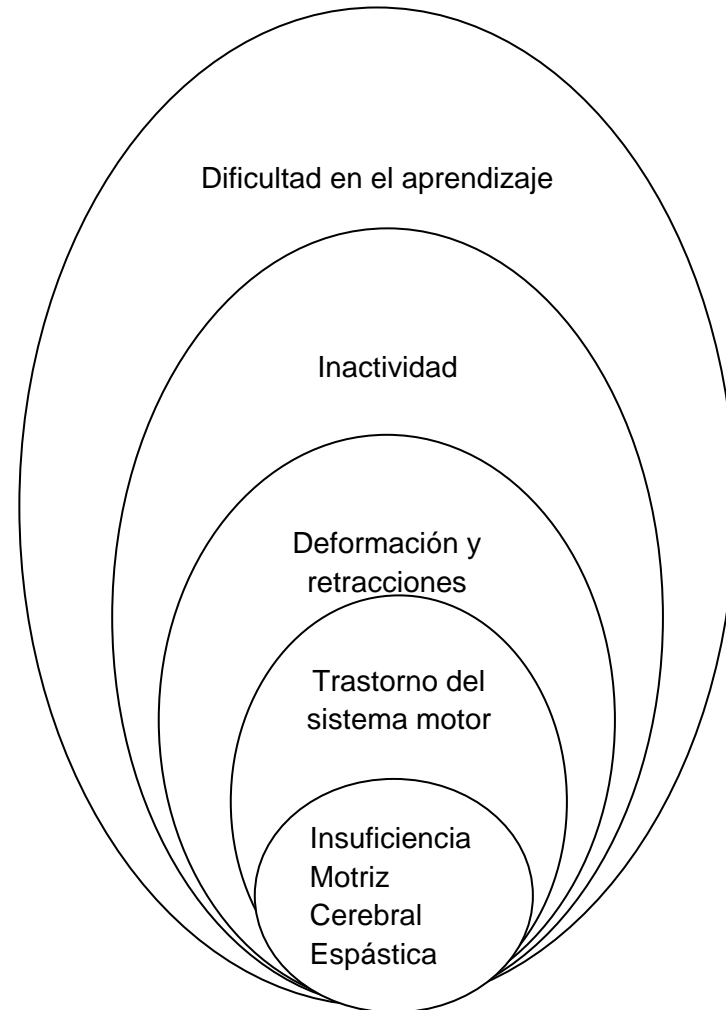 Dificultad en el aprendizaje
Inactividad
Deformación y
retracciones
Trastorno del
sistema motor
Insuficiencia
Motriz
Cerebral
Espástica